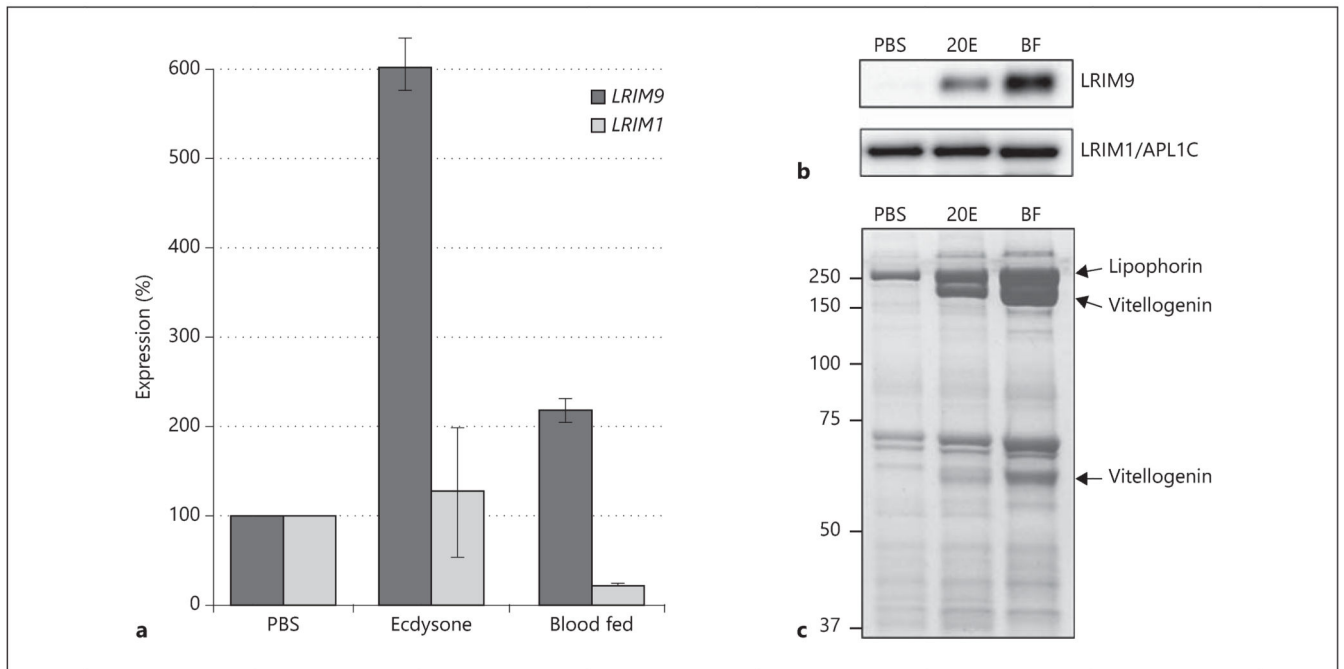 600
500
400
300
200
100
0
Expression (%)
LRIM9
LRIM1
PBS Ecdysone Blood fed
a
PBS 20E BF
LRIM9
LRIM1/APL1C
b
PBS 20E BF
250
150
100
75
50
37
Lipophorin
Vitellogenin
Vitellogenin
c